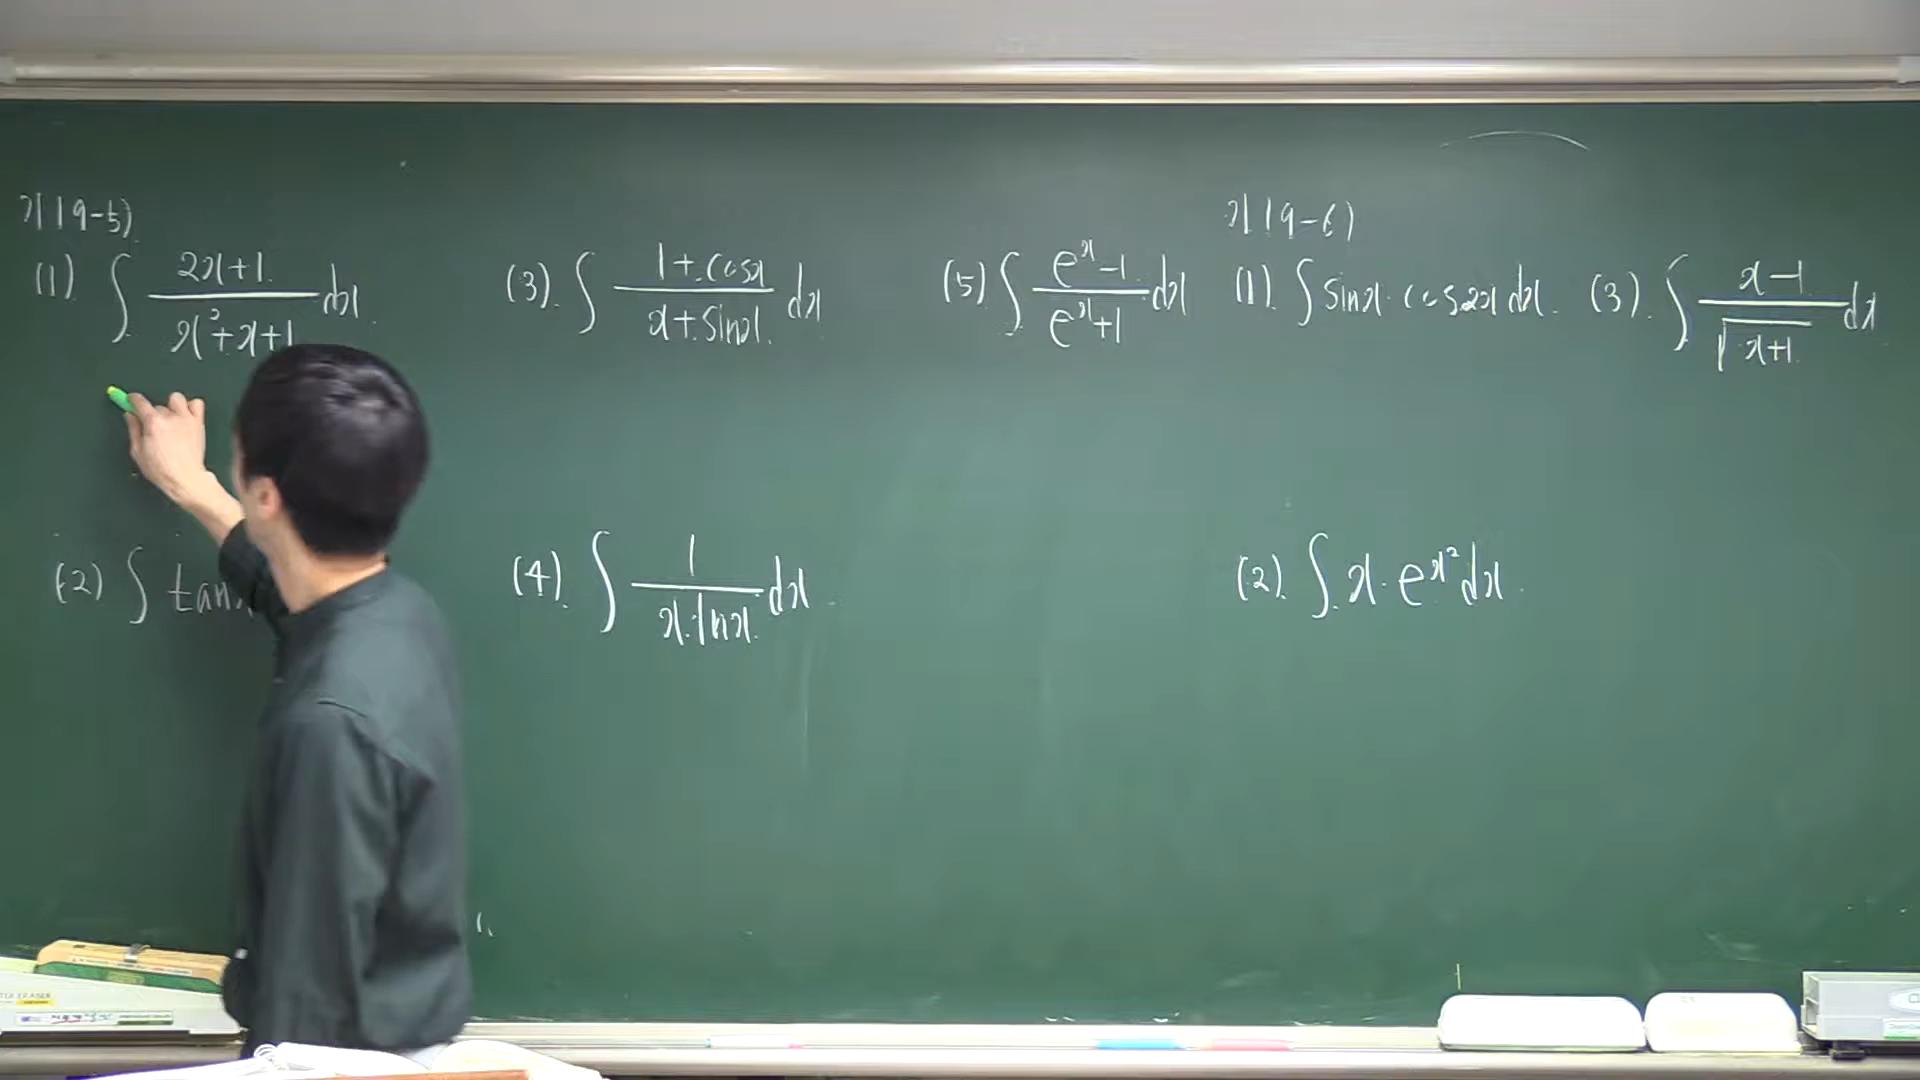 개19-5)
(1) ∫ (2x+1)/(x²+x+1) dx
(2) ∫ tan
(3) ∫ (1+cosx)/(x+sinx) dx
(4) ∫ 1/(x·lnx) dx
(5) ∫ (eˣ-1)/(eˣ+1) dx
개19-6)
(1) ∫ sinx·cos2x dx
(2) ∫ x·e^x² dx
(3) ∫ (x-1)/√(x+1) dx